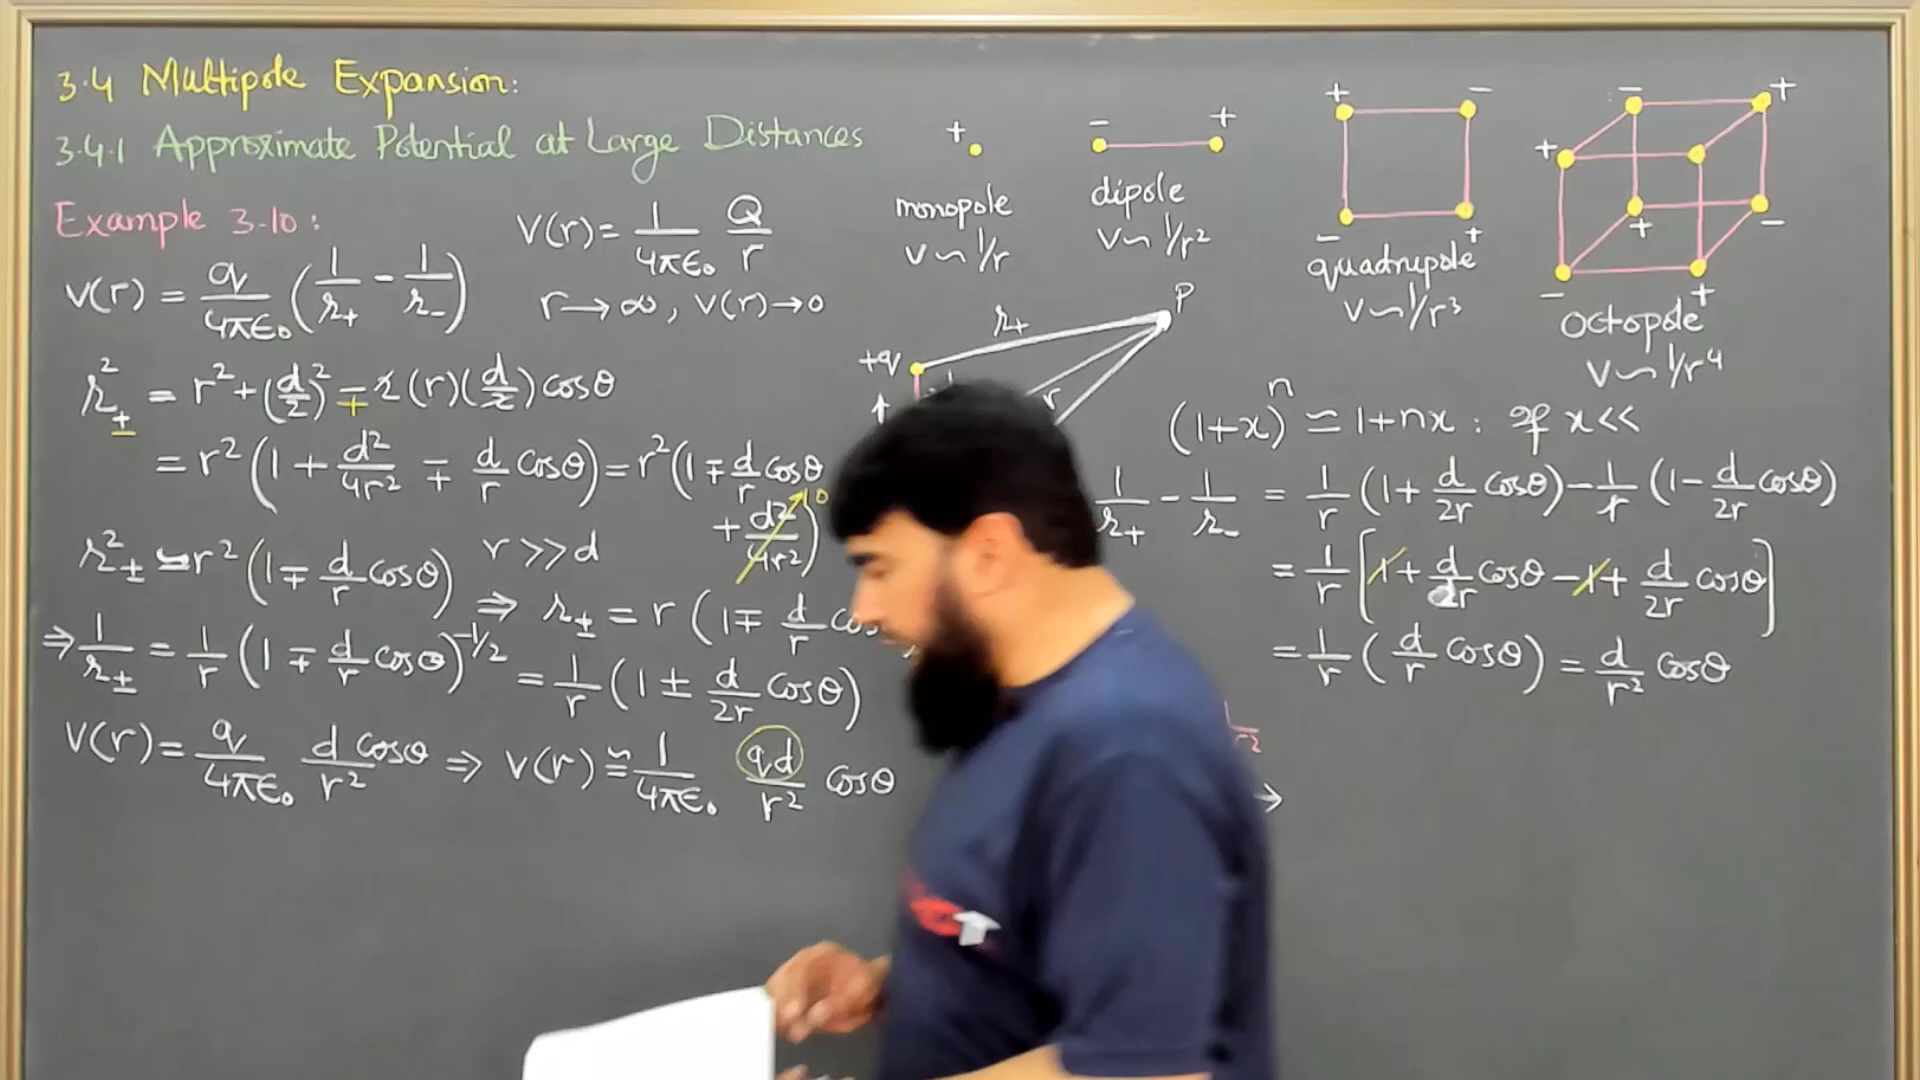 3.4 Multipole Expansion:
3.4.1 Approximate Potential at Large Distances
Example 3.10:
V(r) = 1/4πε₀ Q/r
r → ∞, V(r) → 0
V(r) = q/4πε₀ (1/𝓇₊ − 1/𝓇₋)
𝓇±² = r² + (d/2)² ∓ 2(r)(d/2) cosθ
= r² (1 + d²/4r² ∓ d/r cosθ) = r² (1 ∓ d/r cosθ
+ d²/4r²) 0
𝓇²± ≃ r² (1 ∓ d/r cosθ) r >> d
⇒ 𝓇± = r (1 ∓ d/r cos
⇒ 1/𝓇± = 1/r (1 ∓ d/r cosθ)^-1/2 = 1/r (1 ± d/2r cosθ)
V(r) = q/4πε₀ d cosθ/r² ⇒ V(r) ≅ 1/4πε₀ qd/r² cosθ
+
monopole
V ∼ 1/r
− +
dipole
V ∼ 1/r²
+ −
− +
quadrupole
V ∼ 1/r³
− +
+
+ −
− +
Octopole
V ∼ 1/r⁴
P
𝓇₊
+q
r
(1+x)ⁿ ≃ 1+nx : if x <<
1/𝓇₊ − 1/𝓇₋ = 1/r (1 + d/2r cosθ) − 1/r (1 − d/2r cosθ)
= 1/r [1 + d/2r cosθ − 1 + d/2r cosθ]
= 1/r (d/r cosθ) = d/r² cosθ
→